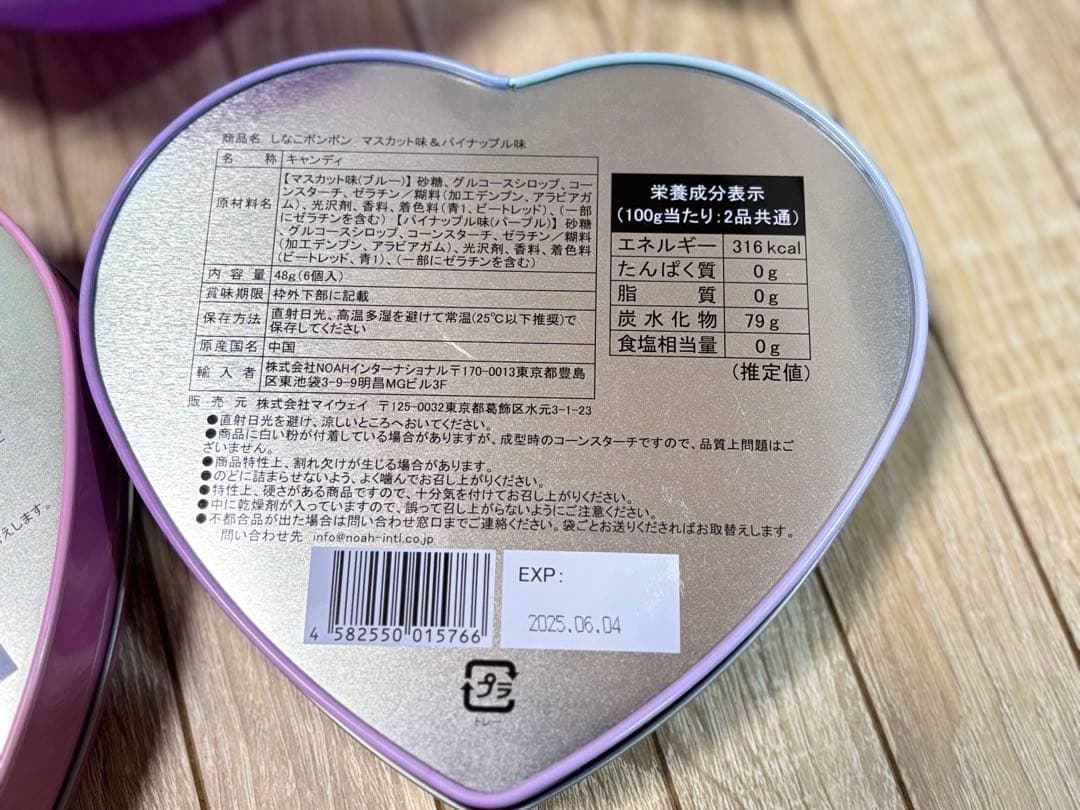 商品名 しなこボンボン マスカット味&パイナップル味
名 称 キャンディ
原材料名 【マスカット味(ブルー)】砂糖、グルコースシロップ、コー
ンスターチ、ゼラチン/糊料(加工デンプン、アラビアガ
ム)、光沢剤、香料、着色料(青1、ビートレッド)、(一部
にゼラチンを含む)【パイナップル味(パープル)】砂糖
、グルコースシロップ、コーンスターチ、ゼラチン/糊料
(加工デンプン、アラビアガム)、光沢剤、香料、着色料
(ビートレッド、青1)、(一部にゼラチンを含む)
内 容 量 48g(6個入)
賞味期限 枠外下部に記載
保存方法 直射日光、高温多湿を避けて常温(25℃以下推奨)で
保存してください
原産国名 中国
輸 入 者 株式会社NOAHインターナショナル〒170-0013東京都豊島
区東池袋3-9-9明昌MGビル3F
販 売 元 株式会社マイウェイ 〒125-0032東京都葛飾区水元3-1-23
●直射日光を避け、涼しいところへおいてください。
●商品に白い粉が付着している場合がありますが、成型時のコーンスターチですので、品質上問題はご
ざいません。
●商品特性上、割れ欠けが生じる場合があります。
●のどに詰まらせないよう、よく噛んでお召し上がりください。
●特性上、硬さがある商品ですので、十分気を付けてお召し上がりください。
●中に乾燥剤が入っていますので、誤って召し上がらないようにご注意ください。
●不都合品が出た場合は問い合わせ窓口までご連絡ください。袋ごとお送りくださればお取替えします。
問い合わせ先 info@noah-intl.co.jp
栄養成分表示
(100g当たり:2品共通)
エネルギー 316kcal
たんぱく質 0g
脂 質 0g
炭水化物 79g
食塩相当量 0g
(推定値)
4 582550 015766
EXP:
2025.06.04
プラ
トレー
えします。